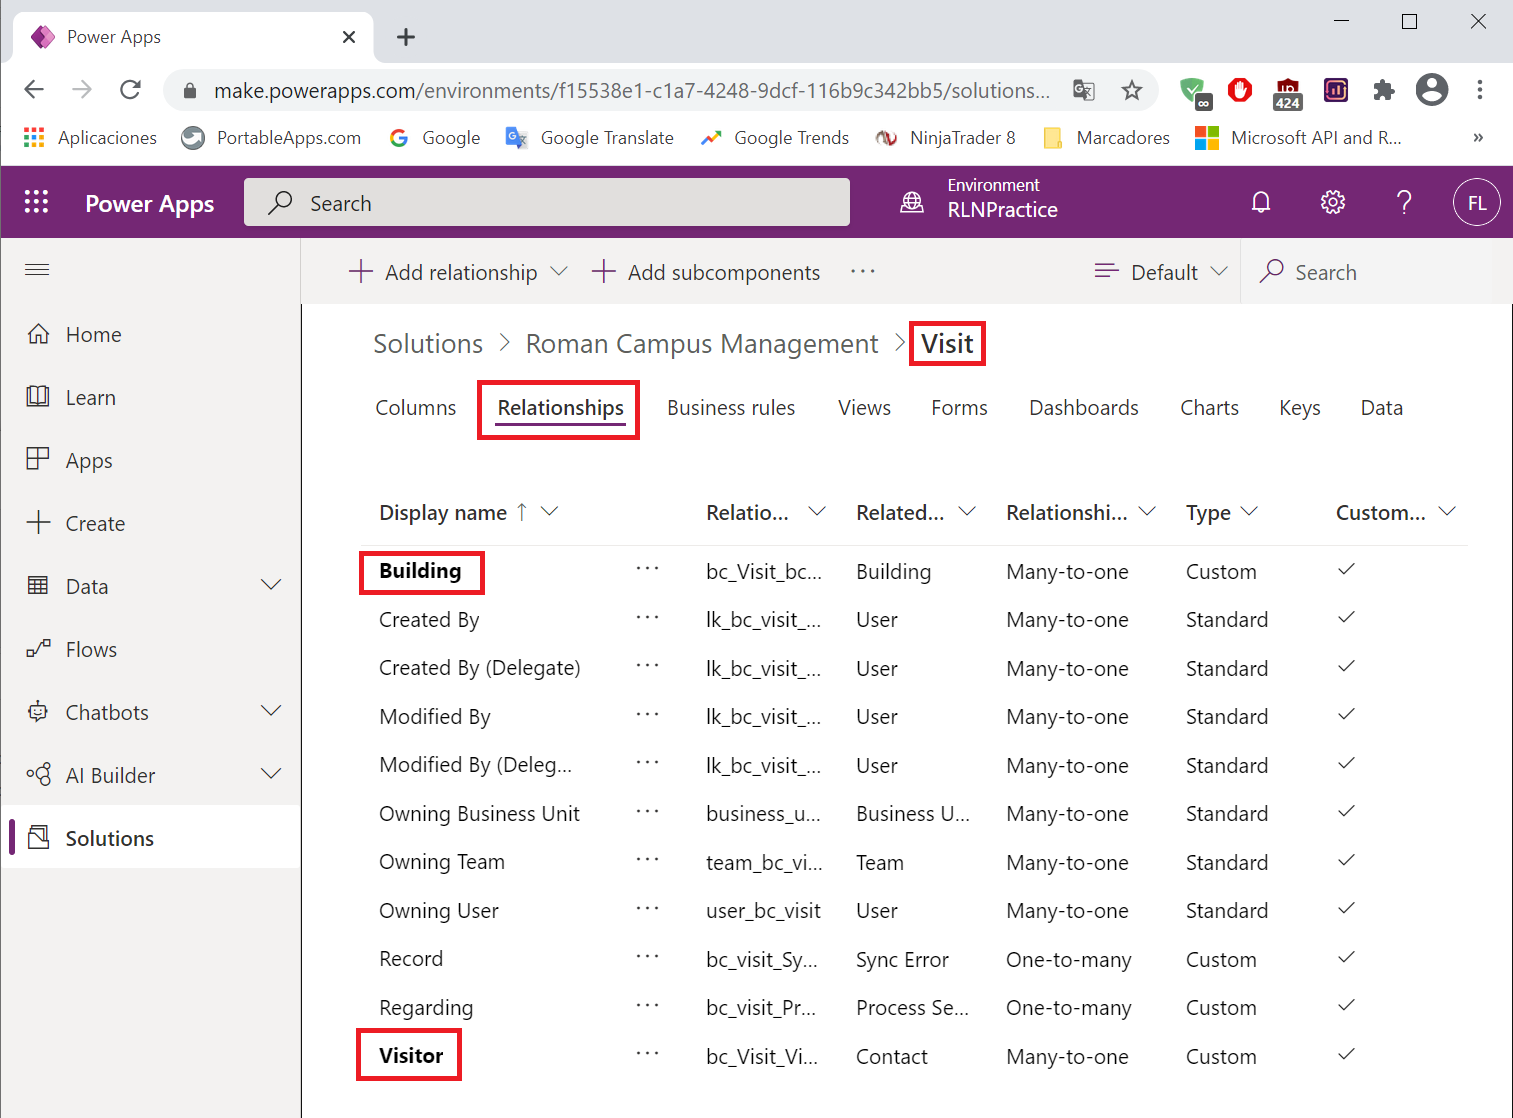 Power Apps
make.powerapps.com/environments/f15538e1-c1a7-4248-9dcf-116b9c342bb5/solutions...
∞
424
Aplicaciones PortableApps.com Google Google Translate Google Trends NinjaTrader 8 Marcadores Microsoft API and R... »
Power Apps Search Environment
RLNPractice
? FL
Add relationship Add subcomponents ··· Default Search
Home
Learn
Apps
Create
Data
Flows
Chatbots
AI Builder
Solutions
Solutions > Roman Campus Management > Visit
Columns Relationships Business rules Views Forms Dashboards Charts Keys Data
Display name ↑ Relatio... Related... Relationshi... Type Custom...
Building ··· bc_Visit_bc... Building Many-to-one Custom ✓
Created By ··· lk_bc_visit_... User Many-to-one Standard ✓
Created By (Delegate) ··· lk_bc_visit_... User Many-to-one Standard ✓
Modified By ··· lk_bc_visit_... User Many-to-one Standard ✓
Modified By (Deleg... ··· lk_bc_visit_... User Many-to-one Standard ✓
Owning Business Unit ··· business_u... Business U... Many-to-one Standard ✓
Owning Team ··· team_bc_vi... Team Many-to-one Standard ✓
Owning User ··· user_bc_visit User Many-to-one Standard ✓
Record ··· bc_visit_Sy... Sync Error One-to-many Custom ✓
Regarding ··· bc_visit_Pr... Process Se... One-to-many Custom ✓
Visitor ··· bc_Visit_Vi... Contact Many-to-one Custom ✓